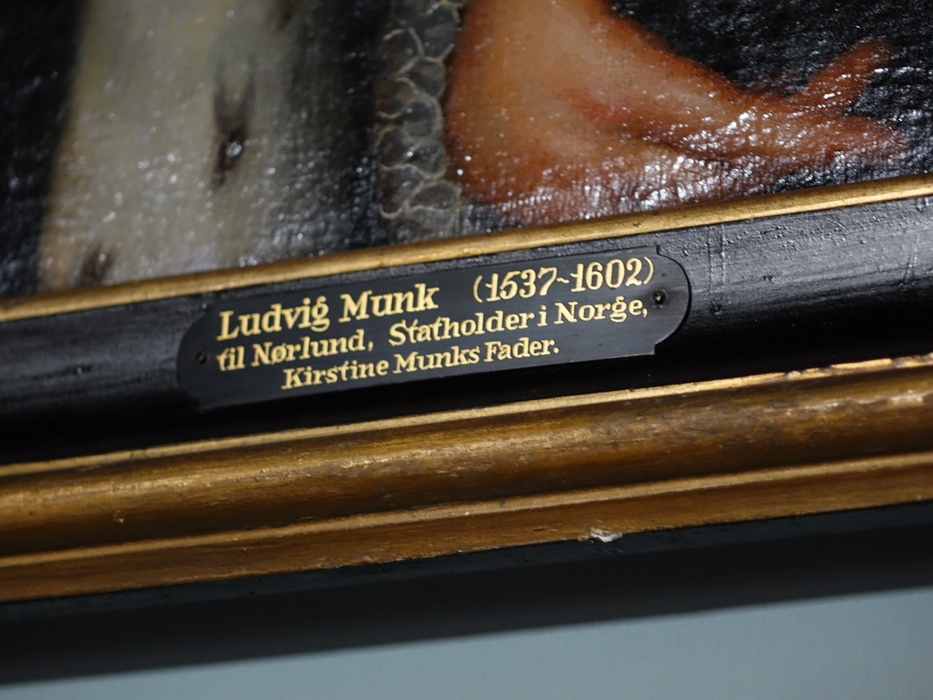 Ludvig Munk (1537~1602)
til Nørlund, Statholder i Norge,
Kirstine Munks Fader.